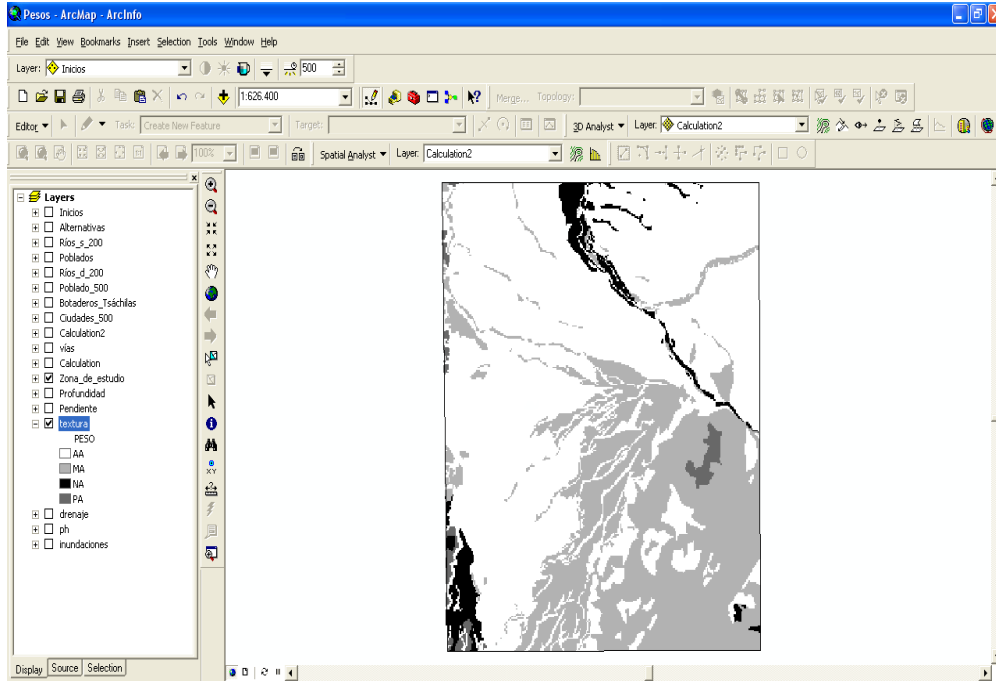 Pesos - ArcMap - ArcInfo
File Edit View Bookmarks Insert Selection Tools Window Help
Layer: Inicios 500
1:626.400 Merge... Topology:
Editor Task: Create New Feature Target: 3D Analyst Layer: Calculation2
100% Spatial Analyst Layer: Calculation2
Layers
Inicios
Alternativas
Ríos_s_200
Poblados
Ríos_d_200
Poblado_500
Botaderos_Tsáchilas
Ciudades_500
Calculation2
vías
Calculation
Zona_de_estudio
Profundidad
Pendiente
textura
PESO
AA
MA
NA
PA
drenaje
ph
inundaciones
XY
Display Source Selection